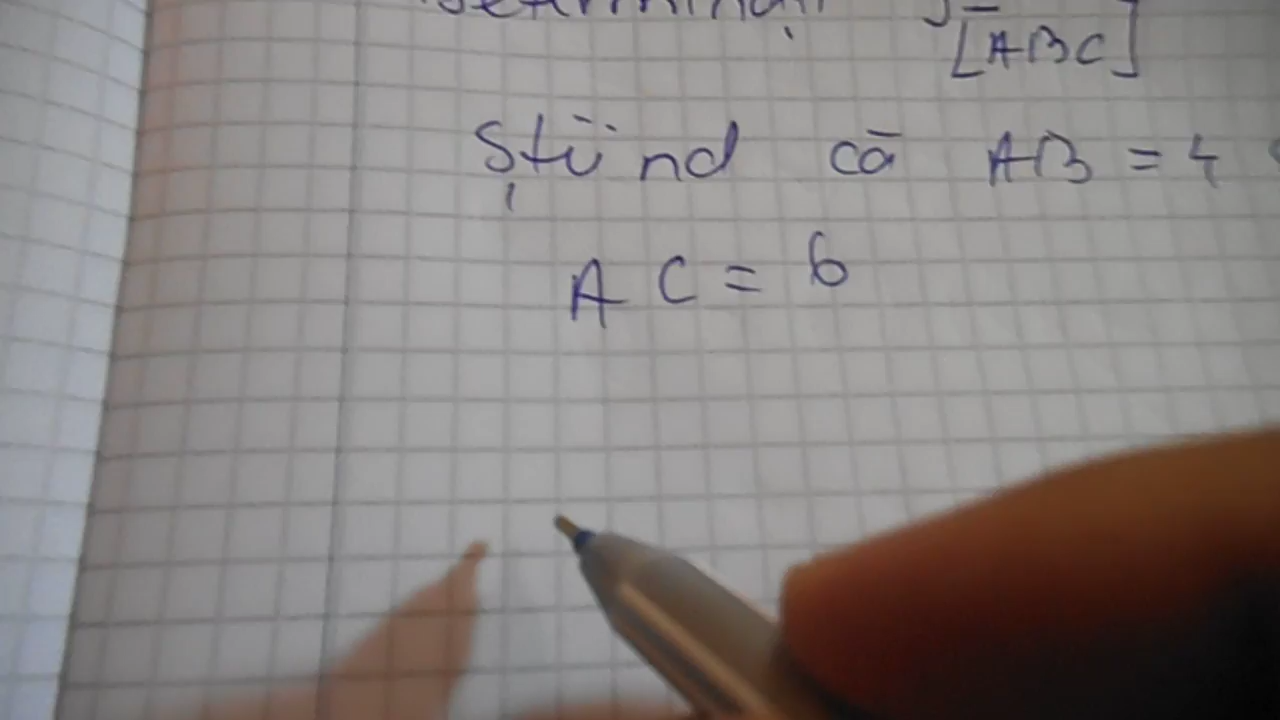 [ABC]
Știind că AB = 4
AC = 6